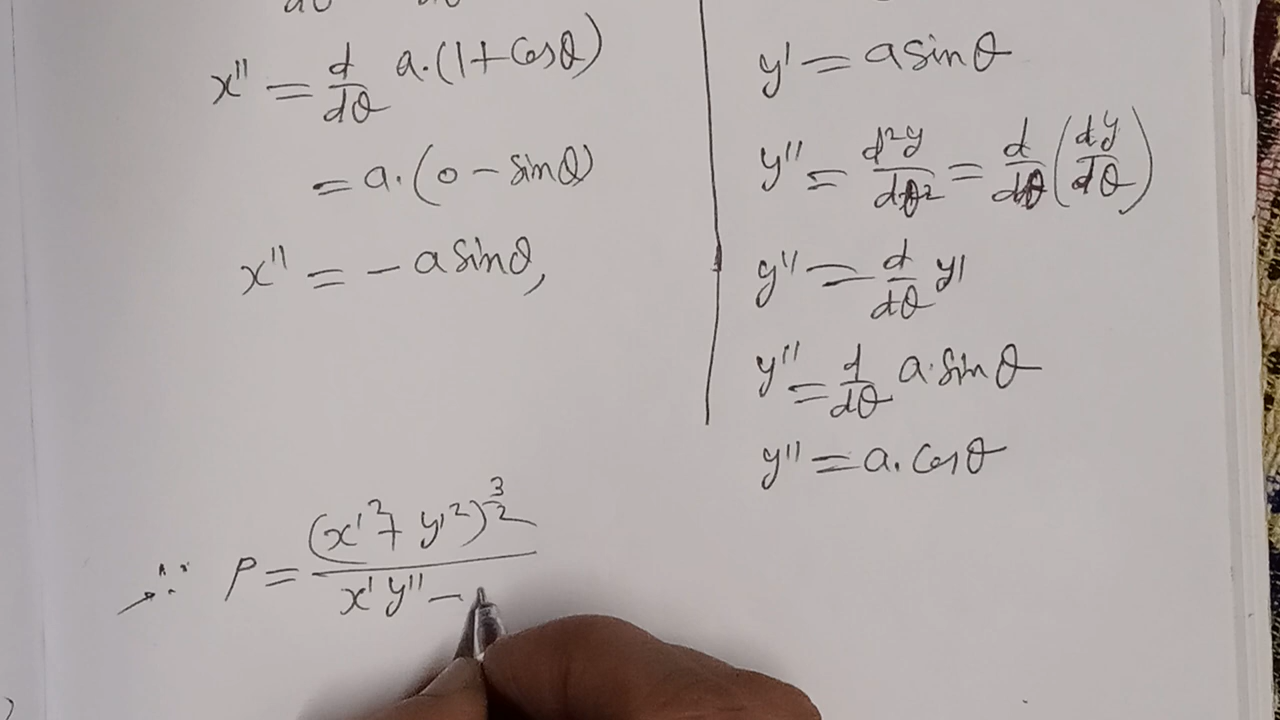 x'' = d/dθ a.(1+Cosθ)
= a.(0 - sinθ)
x'' = - a sinθ,
y' = a sinθ
y'' = d²y/dθ² = d/dθ (dy/dθ)
y'' = d/dθ y'
y'' = d/dθ a.sinθ
y'' = a. Cosθ
∴ ρ = (x'² + y'²)^3/2 / x' y'' -